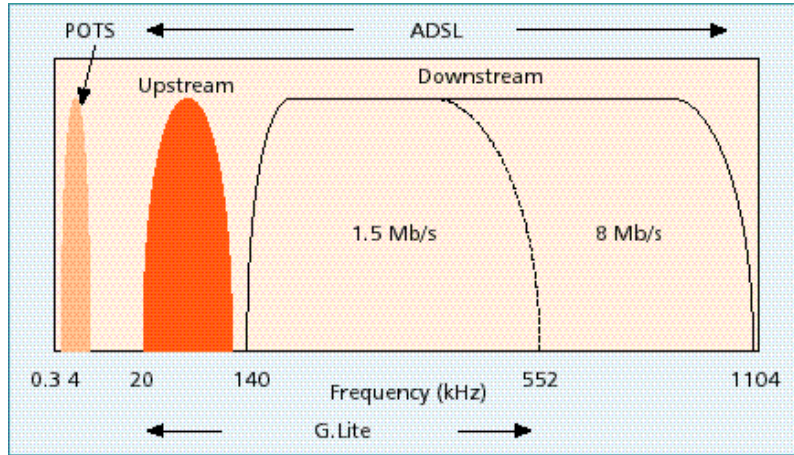 POTS
ADSL
Upstream
Downstream
1.5 Mb/s
8 Mb/s
0.3 4 20 140 552 1104
Frequency (kHz)
G.Lite